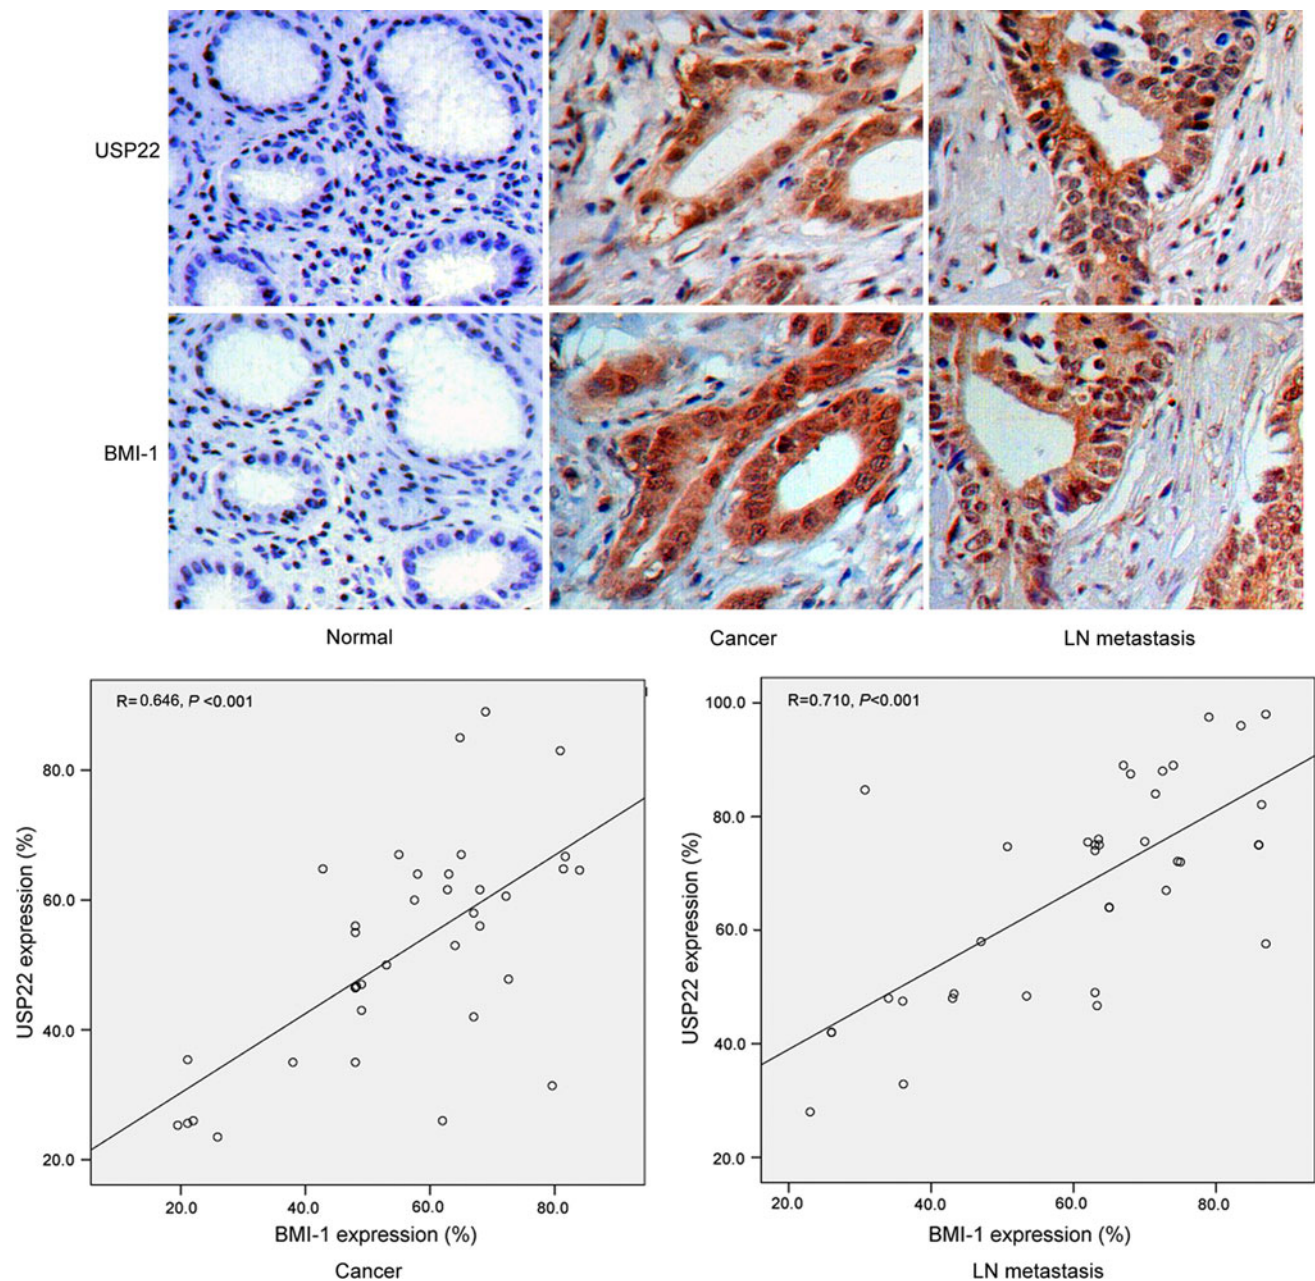 USP22
BMI-1
Normal
Cancer
LN metastasis
R=0.646, P <0.001
USP22 expression (%)
80.0
60.0
40.0
20.0
20.0 40.0 60.0 80.0
BMI-1 expression (%)
Cancer
R=0.710, P<0.001
USP22 expression (%)
100.0
80.0
60.0
40.0
20.0
20.0 40.0 60.0 80.0
BMI-1 expression (%)
LN metastasis